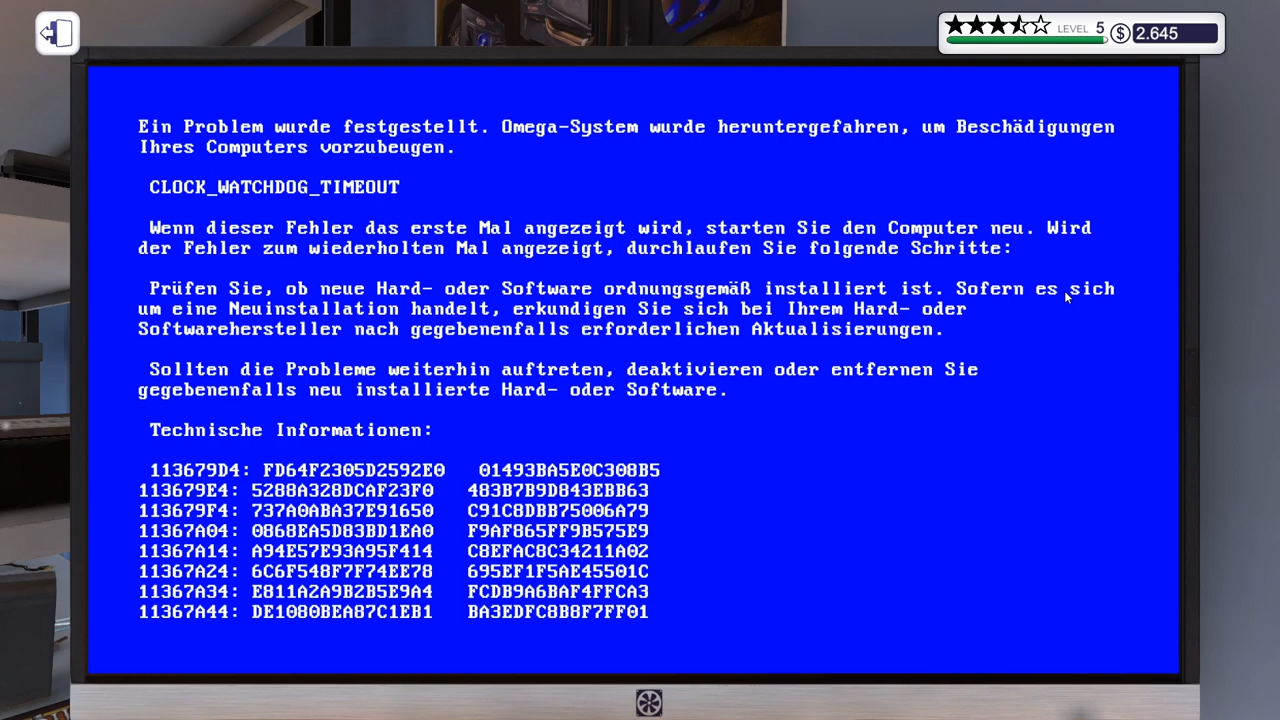 LEVEL 5
$ 2.645
Ein Problem wurde festgestellt. Omega-System wurde heruntergefahren, um Beschädigungen
Ihres Computers vorzubeugen.
CLOCK_WATCHDOG_TIMEOUT
Wenn dieser Fehler das erste Mal angezeigt wird, starten Sie den Computer neu. Wird
der Fehler zum wiederholten Mal angezeigt, durchlaufen Sie folgende Schritte:
Prüfen Sie, ob neue Hard- oder Software ordnungsgemäß installiert ist. Sofern es sich
um eine Neuinstallation handelt, erkundigen Sie sich bei Ihrem Hard- oder
Softwarehersteller nach gegebenenfalls erforderlichen Aktualisierungen.
Sollten die Probleme weiterhin auftreten, deaktivieren oder entfernen Sie
gegebenenfalls neu installierte Hard- oder Software.
Technische Informationen:
113679D4: FD64F2305D2592E0 01493BA5E0C308B5
113679E4: 5288A328DCAF23F0 483B7B9D843EBB63
113679F4: 737A0ABA37E91650 C91C8DBB75006A79
11367A04: 0868EA5D83BD1EA0 F9AF865FF9B575E9
11367A14: A94E57E93A95F414 C8EFAC8C34211A02
11367A24: 6C6F548F7F74EE78 695EF1F5AE45501C
11367A34: E811A2A9B2B5E9A4 FCDB9A6BAF4FFCA3
11367A44: DE1080BEA87C1EB1 BA3EDFC8B8F7FF01